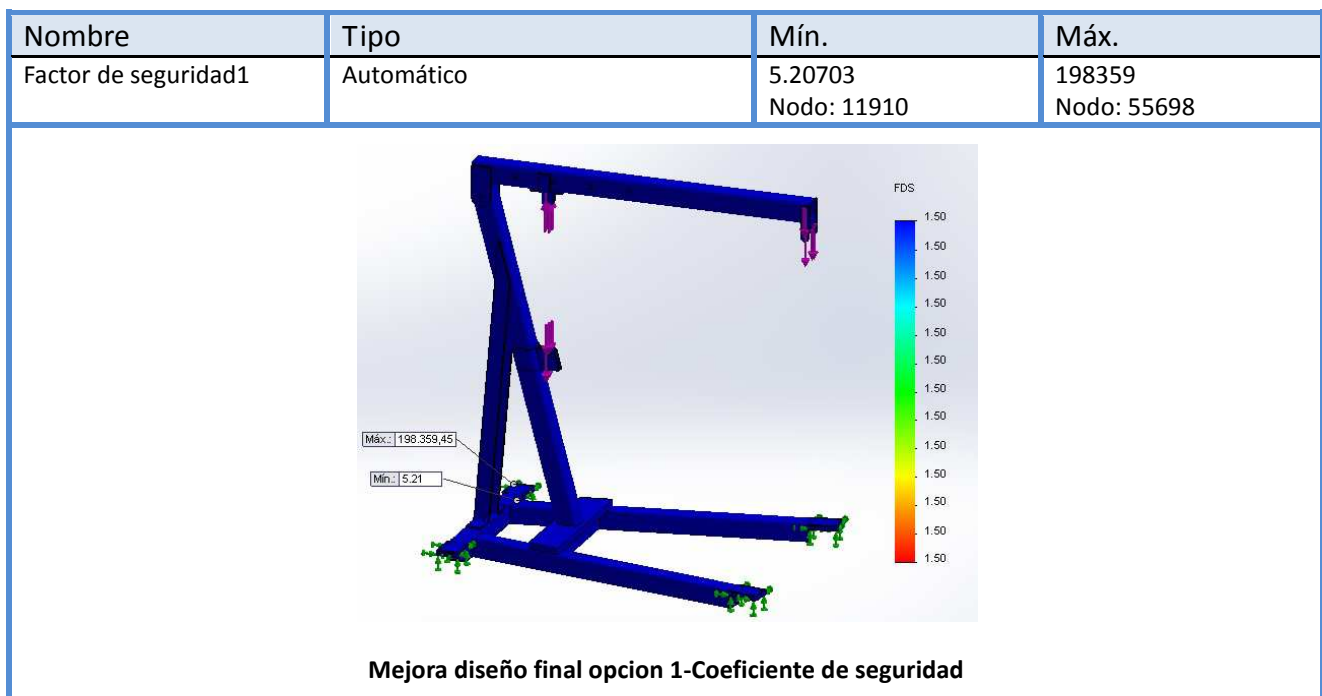 Nombre Tipo Mín. Máx.
Factor de seguridad1 Automático 5.20703 198359
Nodo: 11910 Nodo: 55698
FDS
1.50
1.50
1.50
1.50
1.50
1.50
1.50
1.50
1.50
1.50
1.50
1.50
1.50
Máx.: 198.359,45
Mín.: 5.21
Mejora diseño final opcion 1-Coeficiente de seguridad